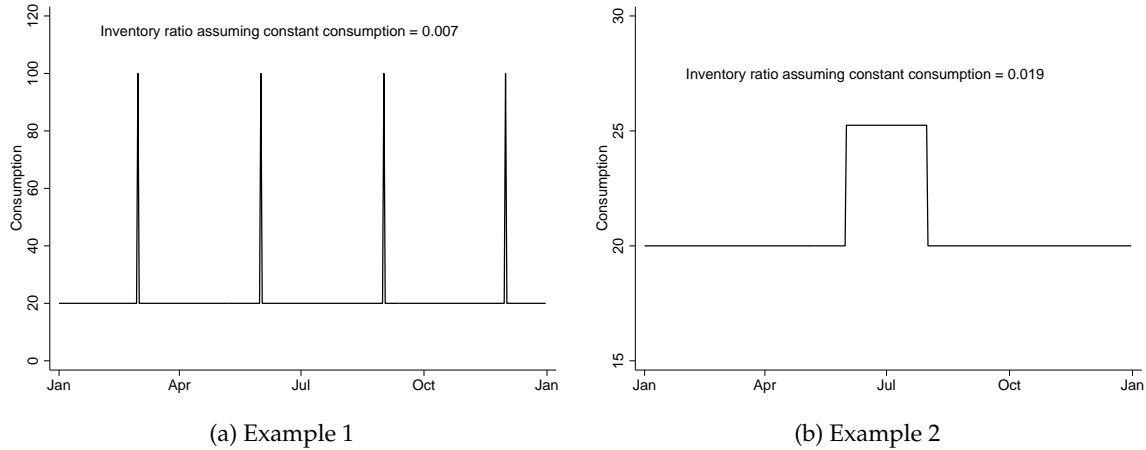 Inventory ratio assuming constant consumption = 0.007
Consumption
120
100
80
60
40
20
0
Jan Apr Jul Oct Jan
(a) Example 1
Inventory ratio assuming constant consumption = 0.019
Consumption
30
25
20
15
Jan Apr Jul Oct Jan
(b) Example 2